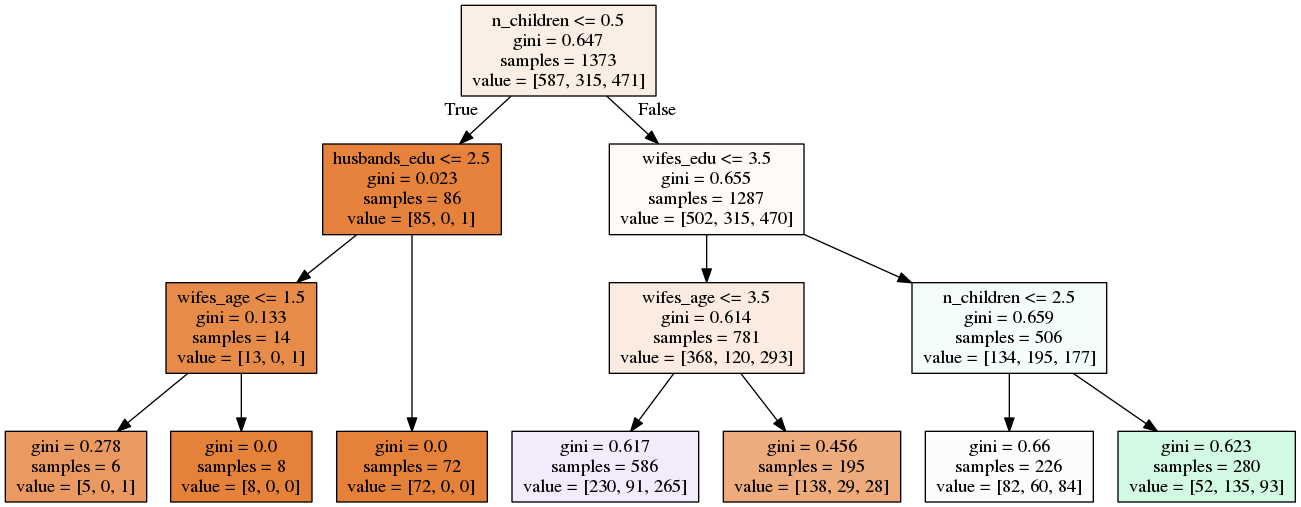 n_children <= 0.5
gini = 0.647
samples = 1373
value = [587, 315, 471]
True
False
husbands_edu <= 2.5
gini = 0.023
samples = 86
value = [85, 0, 1]
wifes_edu <= 3.5
gini = 0.655
samples = 1287
value = [502, 315, 470]
wifes_age <= 1.5
gini = 0.133
samples = 14
value = [13, 0, 1]
wifes_age <= 3.5
gini = 0.614
samples = 781
value = [368, 120, 293]
n_children <= 2.5
gini = 0.659
samples = 506
value = [134, 195, 177]
gini = 0.278
samples = 6
value = [5, 0, 1]
gini = 0.0
samples = 8
value = [8, 0, 0]
gini = 0.0
samples = 72
value = [72, 0, 0]
gini = 0.617
samples = 586
value = [230, 91, 265]
gini = 0.456
samples = 195
value = [138, 29, 28]
gini = 0.66
samples = 226
value = [82, 60, 84]
gini = 0.623
samples = 280
value = [52, 135, 93]